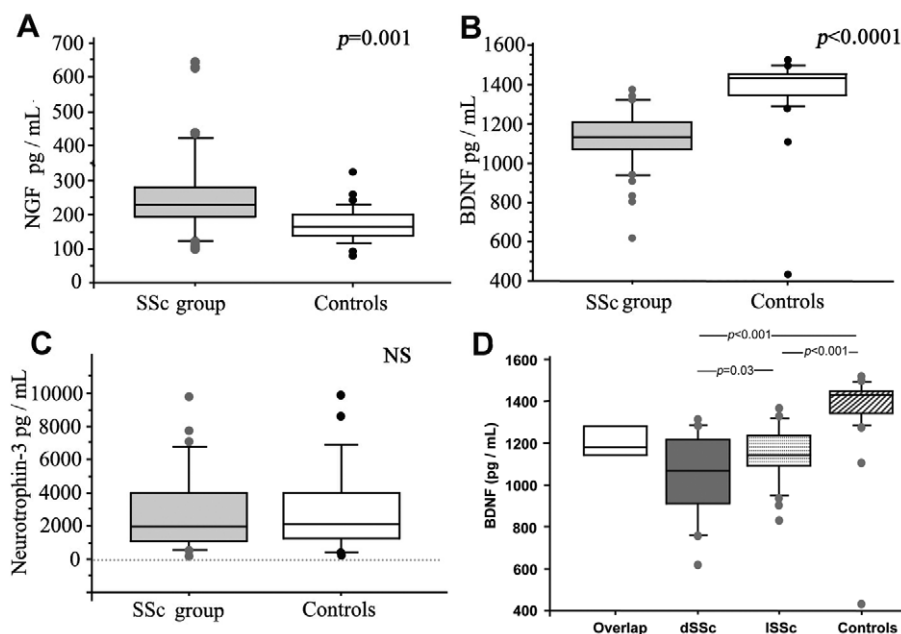 A
p=0.001
NGF pg / mL
700
600
500
400
300
200
100
0
SSc group Controls
B
p<0.0001
BDNF pg / mL
1600
1400
1200
1000
800
600
400
SSc group Controls
C
NS
Neurotrophin-3 pg / mL
10000
8000
6000
4000
2000
0
SSc group Controls
D
p<0.001
p<0.001
p=0.03
BDNF (pg / mL)
1600
1400
1200
1000
800
600
400
Overlap dSSc lSSc Controls